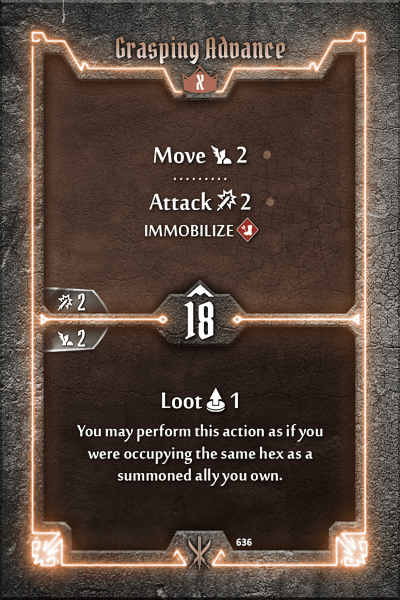 Grasping Advance
X
Move 2
Attack 2
IMMOBILIZE
2
18
2
Loot 1
You may perform this action as if you
were occupying the same hex as a
summoned ally you own.
636